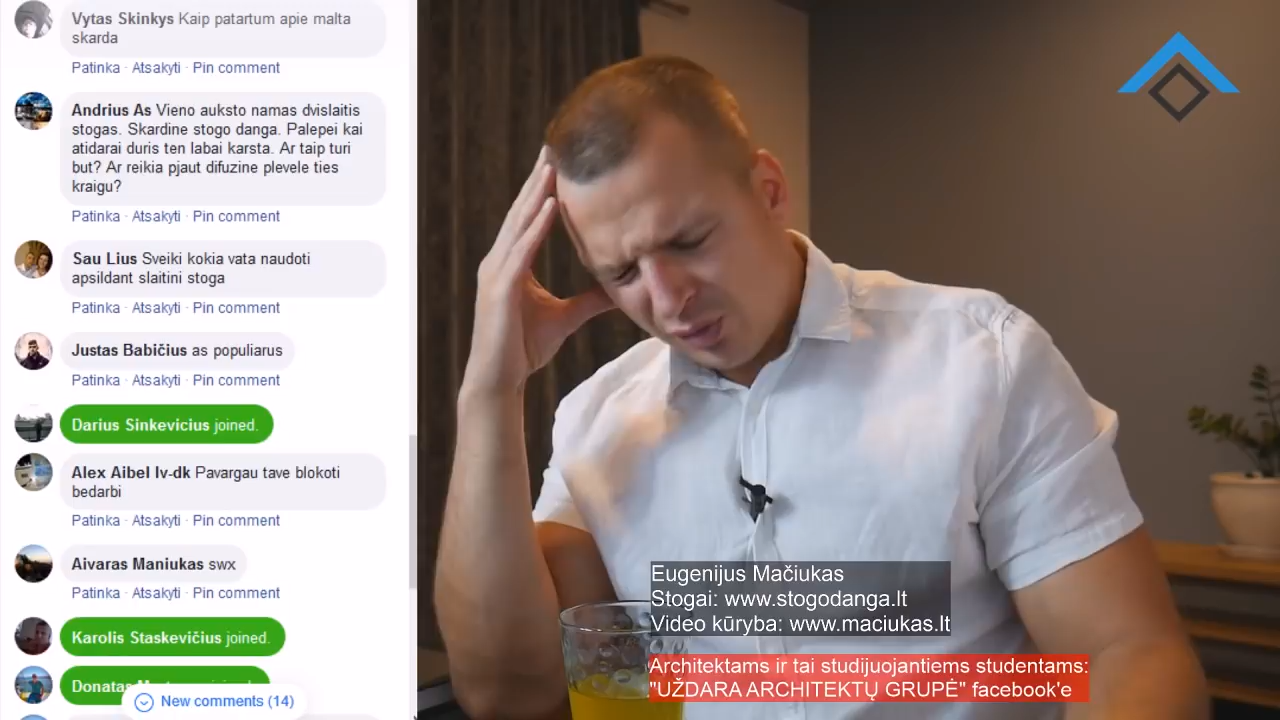 Vytas Skinkys Kaip patartum apie malta
skarda
Patinka · Atsakyti · Pin comment
Andrius As Vieno auksto namas dvislaitis
stogas. Skardine stogo danga. Palepei kai
atidarai duris ten labai karsta. Ar taip turi
but? Ar reikia pjaut difuzine plevele ties
kraigu?
Patinka · Atsakyti · Pin comment
Sau Lius Sveiki kokia vata naudoti
apsildant slaitini stoga
Patinka · Atsakyti · Pin comment
Justas Babičius as populiarus
Patinka · Atsakyti · Pin comment
Darius Sinkevicius joined.
Alex Aibel lv-dk Pavargau tave blokoti
bedarbi
Patinka · Atsakyti · Pin comment
Aivaras Maniukas swx
Patinka · Atsakyti · Pin comment
Karolis Staskevičius joined.
Donatas
New comments (14)
Eugenijus Mačiukas
Stogai: www.stogodanga.lt
Video kūryba: www.maciukas.lt
Architektams ir tai studijuojantiems studentams:
"UŽDARA ARCHITEKTŲ GRUPĖ" facebook'e